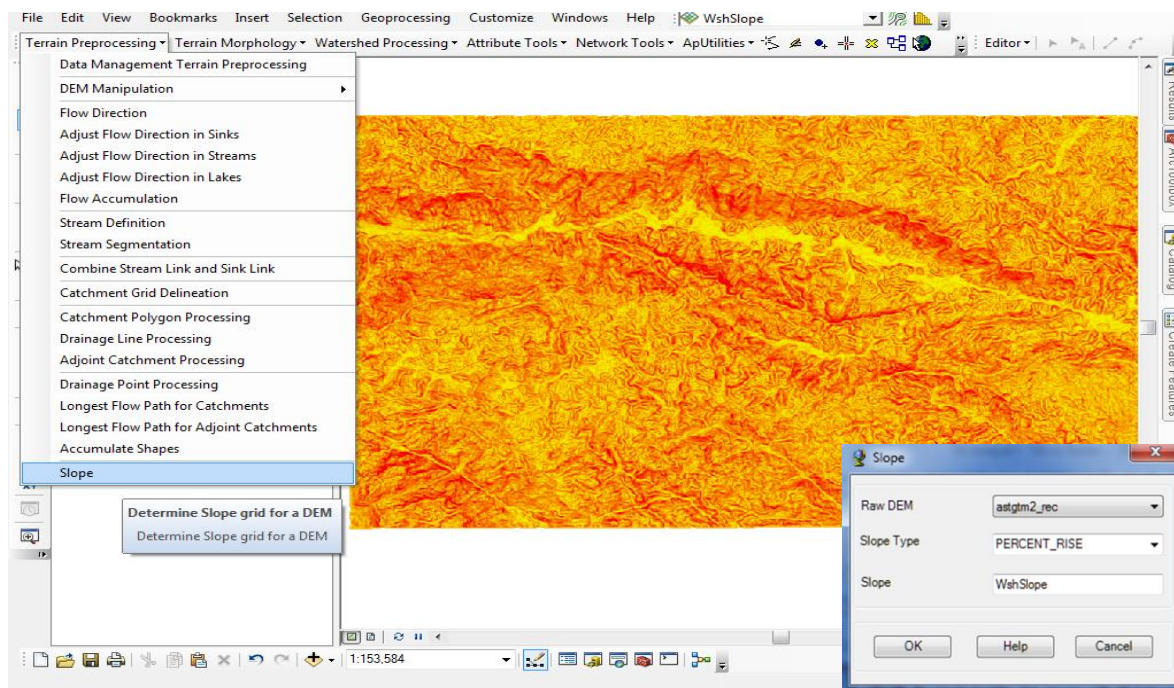 File Edit View Bookmarks Insert Selection Geoprocessing Customize Windows Help WshSlope
Terrain Preprocessing Terrain Morphology Watershed Processing Attribute Tools Network Tools ApUtilities Editor
Data Management Terrain Preprocessing
DEM Manipulation
Flow Direction
Adjust Flow Direction in Sinks
Adjust Flow Direction in Streams
Adjust Flow Direction in Lakes
Flow Accumulation
Stream Definition
Stream Segmentation
Combine Stream Link and Sink Link
Catchment Grid Delineation
Catchment Polygon Processing
Drainage Line Processing
Adjoint Catchment Processing
Drainage Point Processing
Longest Flow Path for Catchments
Longest Flow Path for Adjoint Catchments
Accumulate Shapes
Slope
Determine Slope grid for a DEM
Determine Slope grid for a DEM
Results
ArcToolbox
Catalog
Create Features
Slope
Raw DEM astgtm2_rec
Slope Type PERCENT_RISE
Slope WshSlope
OK Help Cancel
1:153,584